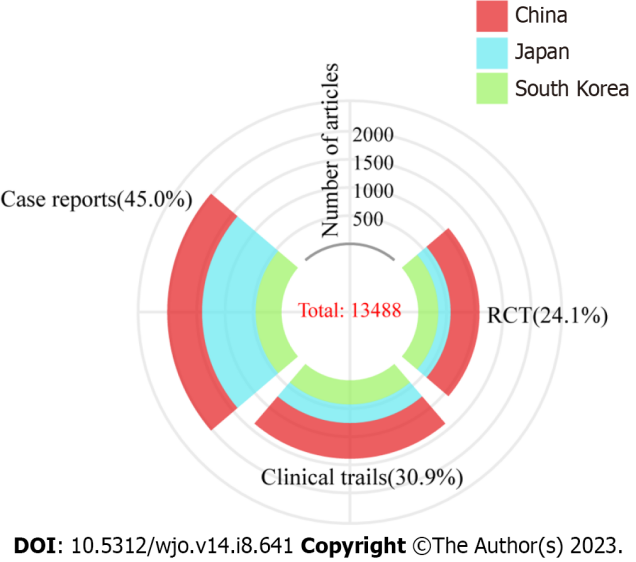 China
Japan
South Korea
Number of articles
2000
1500
1000
500
Case reports(45.0%)
Total: 13488
RCT(24.1%)
Clinical trails(30.9%)
DOI: 10.5312/wjo.v14.i8.641 Copyright ©The Author(s) 2023.